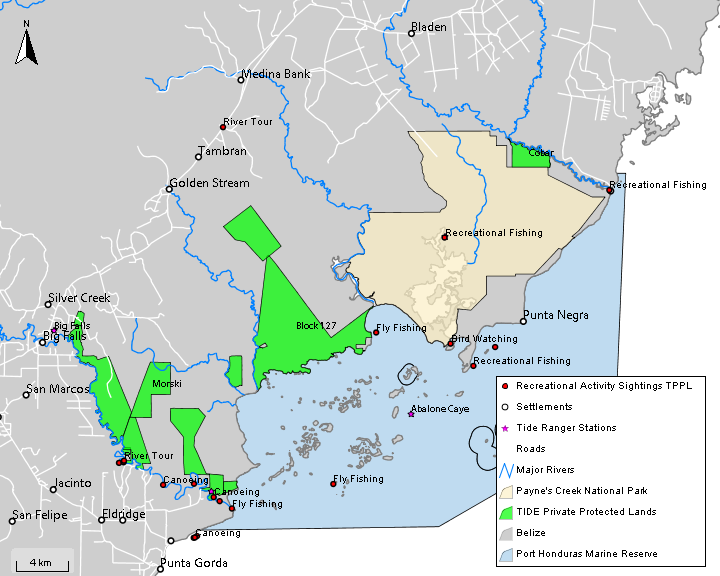 N
Bladen
Medina Bank
River Tour
Cobar
Tambran
Golden Stream
Recreational Fishing
Recreational Fishing
Silver Creek
Big Falls
Big Falls
Block 127
Fly Fishing
Punta Negra
Bird Watching
Recreational Fishing
San Marcos
Morski
Abalone Caye
River Tour
Jacinto
Canoeing
Canoeing
Fly Fishing
Fly Fishing
San Felipe
Eldridge
Canoeing
Punta Gorda
4 km
Recreational Activity Sightings TPPL
Settlements
Tide Ranger Stations
Roads
Major Rivers
Payne's Creek National Park
TIDE Private Protected Lands
Belize
Port Honduras Marine Reserve